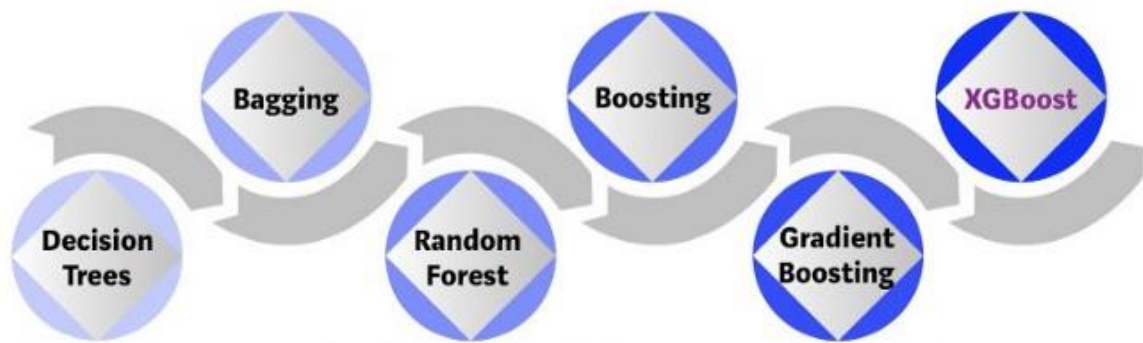 Decision
Trees
Bagging
Random
Forest
Boosting
Gradient
Boosting
XGBoost